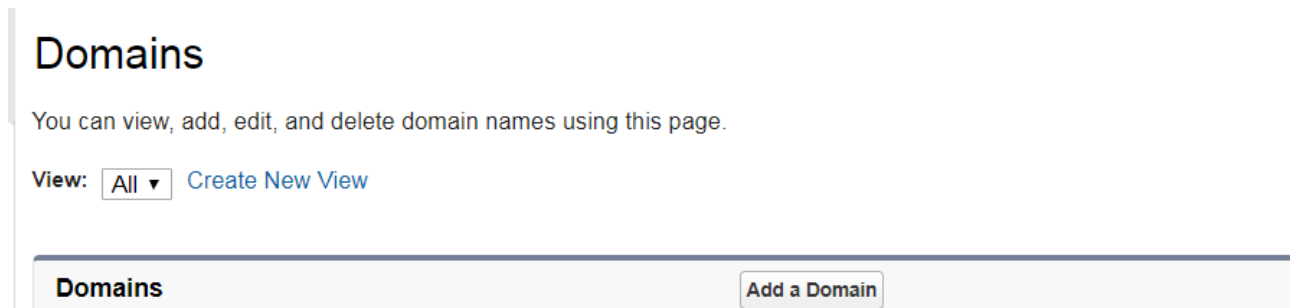 Domains
You can view, add, edit, and delete domain names using this page.
View: All ▾ Create New View
Domains Add a Domain